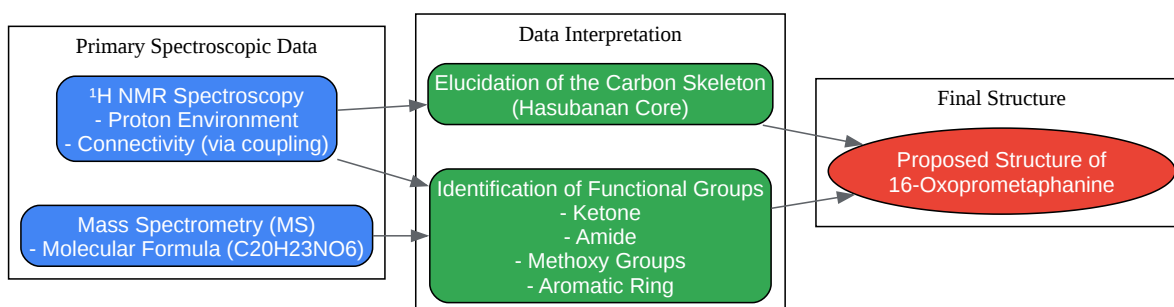 Primary Spectroscopic Data
¹H NMR Spectroscopy
- Proton Environment
- Connectivity (via coupling)
Mass Spectrometry (MS)
- Molecular Formula (C20H23NO6)
Data Interpretation
Elucidation of the Carbon Skeleton
(Hasubanan Core)
Identification of Functional Groups
- Ketone
- Amide
- Methoxy Groups
- Aromatic Ring
Final Structure
Proposed Structure of
16-Oxoprometaphanine